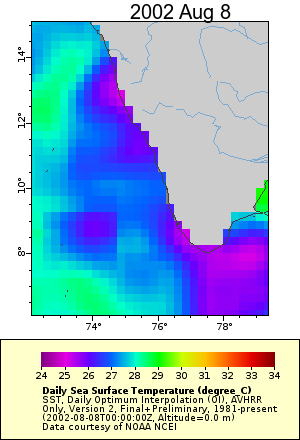 2002 Aug 8
14°
12°
10°
8°
74° 76° 78°
24 25 26 27 28 29 30 31 32 33 34
Daily Sea Surface Temperature (degree_C)
SST, Daily Optimum Interpolation (OI), AVHRR
Only, Version 2, Final+Preliminary, 1981-present
(2002-08-08T00:00:00Z, Altitude=0.0 m)
Data courtesy of NOAA NCEI